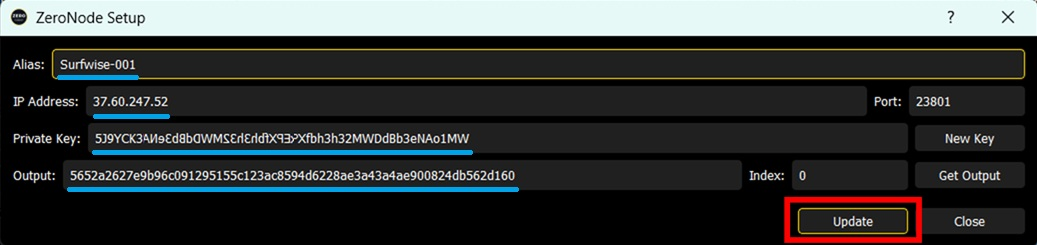 ZERO ZeroNode Setup ?
Alias: Surfwise-001
IP Address: 37.60.247.52 Port: 23801
Private Key: New Key
Output: 5652a2627e9b96c091295155c123ac8594d6228ae3a43a4ae900824db562d160 Index: 0 Get Output
Update Close